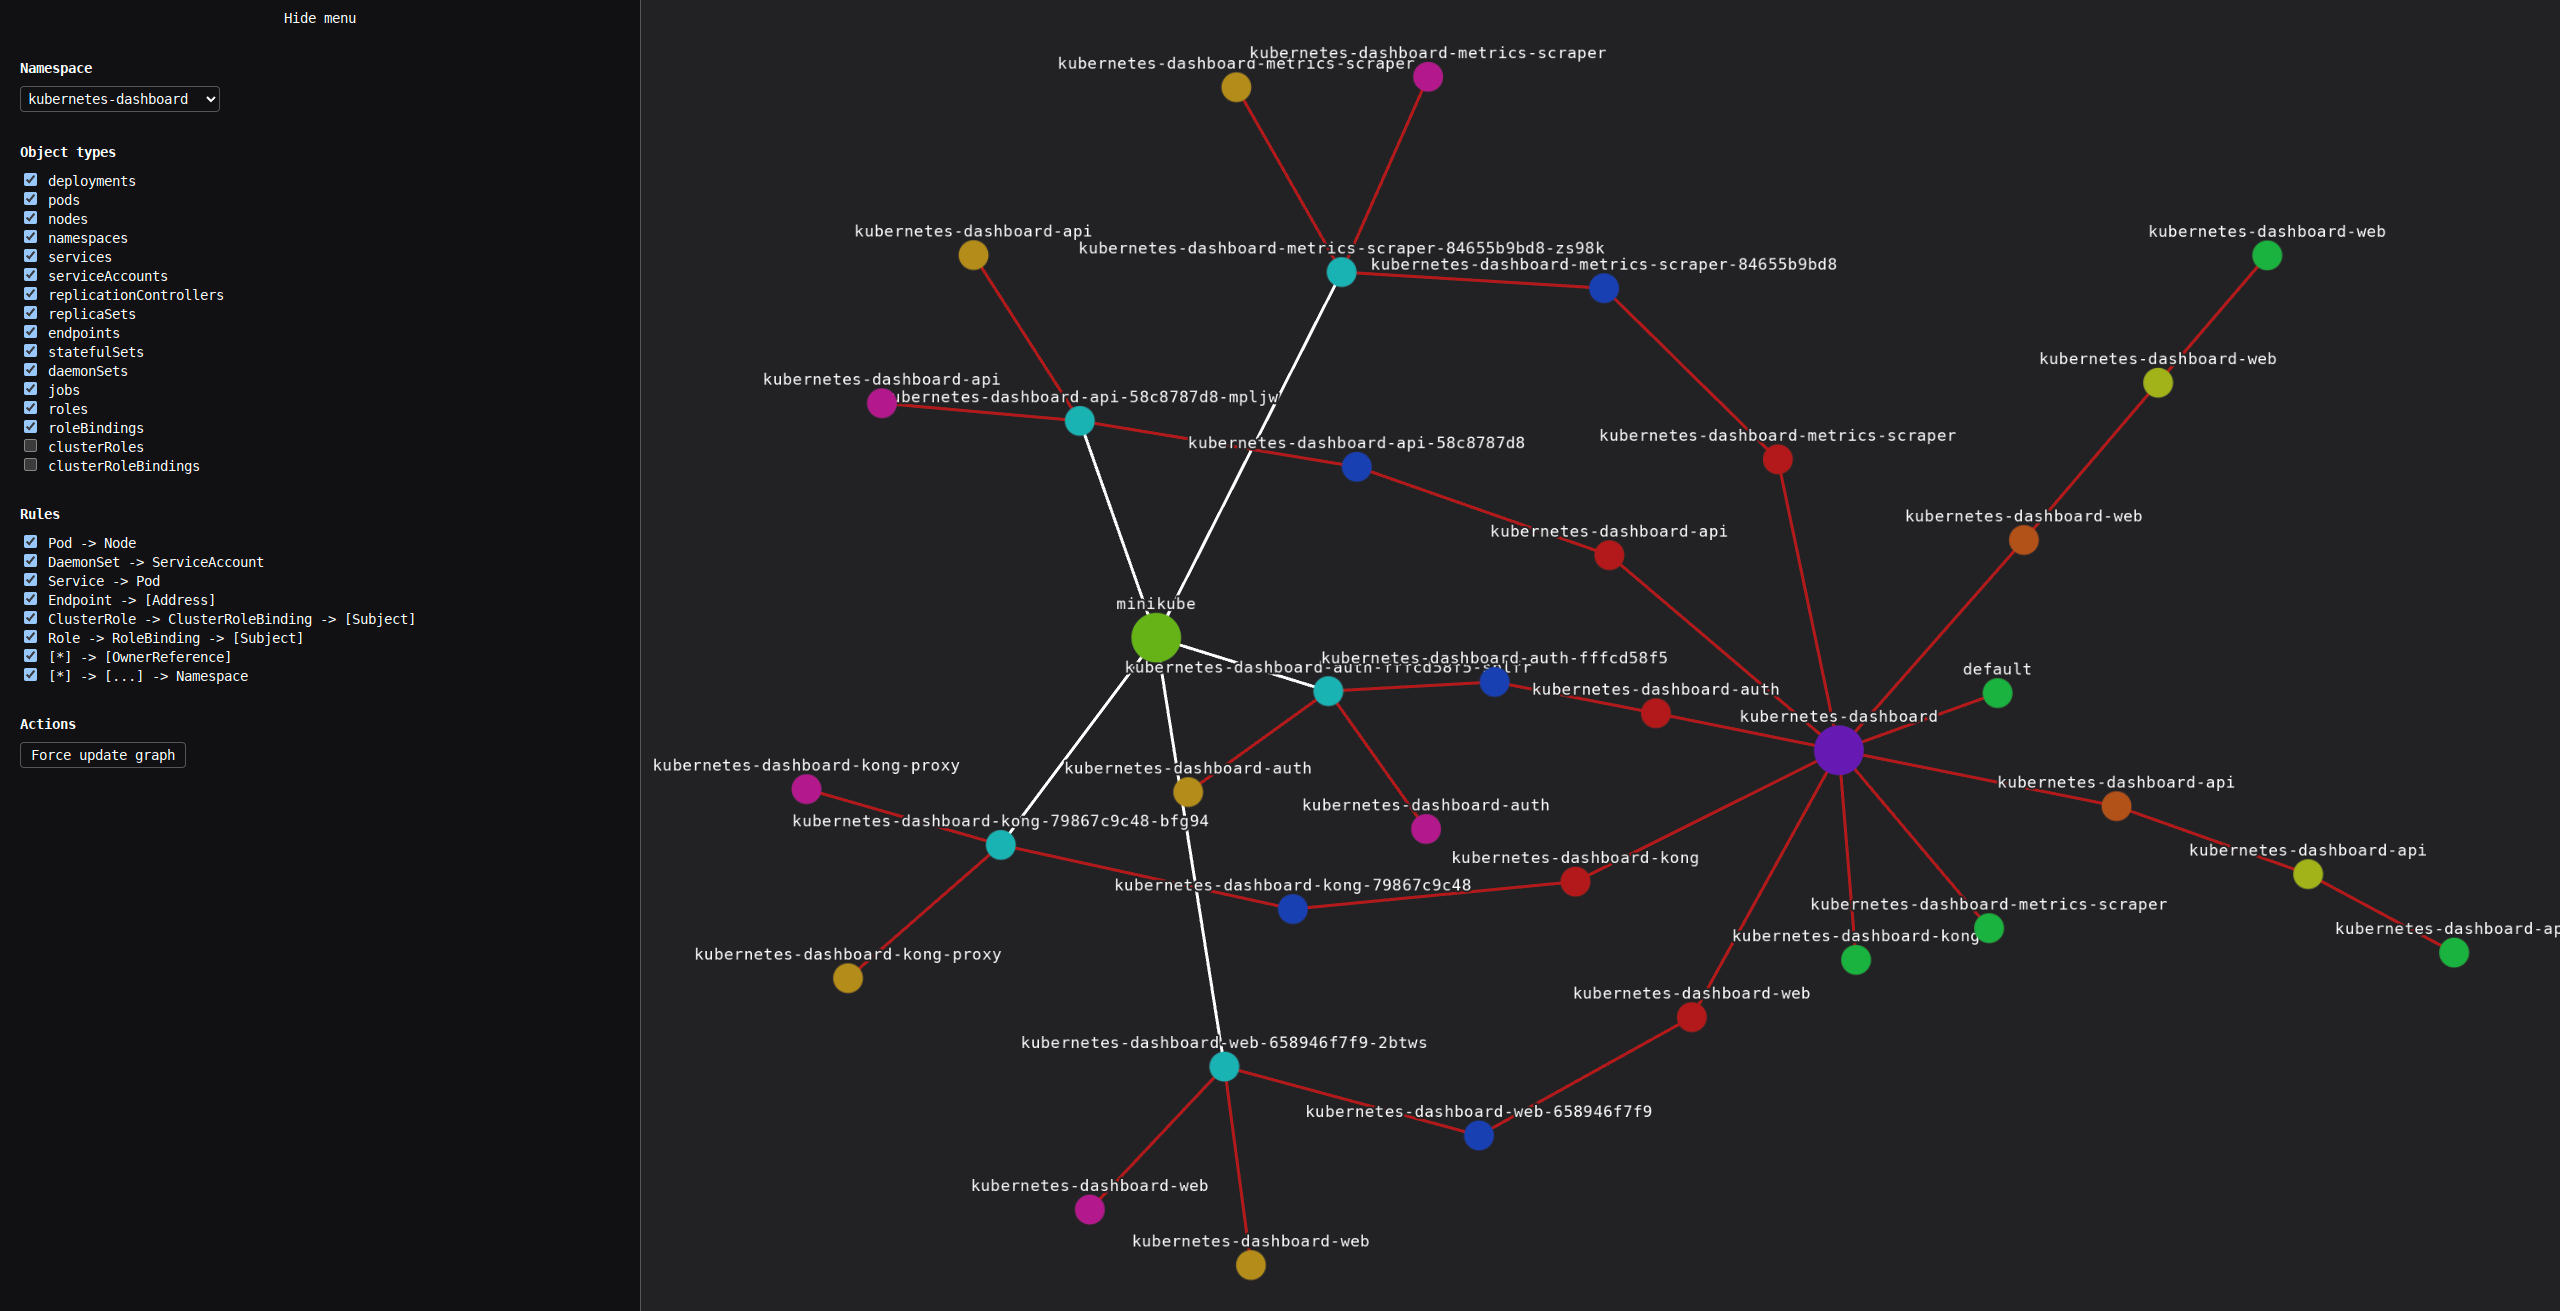 Hide menu
Namespace
kubernetes-dashboard
Object types
deployments
pods
nodes
namespaces
services
serviceAccounts
replicationControllers
replicaSets
endpoints
statefulSets
daemonSets
jobs
roles
roleBindings
clusterRoles
clusterRoleBindings
Rules
Pod -> Node
DaemonSet -> ServiceAccount
Service -> Pod
Endpoint -> [Address]
ClusterRole -> ClusterRoleBinding -> [Subject]
Role -> RoleBinding -> [Subject]
[*] -> [OwnerReference]
[*] -> [...] -> Namespace
Actions
Force update graph
kubernetes-dashboard-metrics-scraper
kubernetes-dashboard-metrics-scraper
kubernetes-dashboard-api
kubernetes-dashboard-web
kubernetes-dashboard-metrics-scraper-84655b9bd8-zs98k
kubernetes-dashboard-metrics-scraper-84655b9bd8
kubernetes-dashboard-web
kubernetes-dashboard-api
ubernetes-dashboard-api-58c8787d8-mpljw
kubernetes-dashboard-metrics-scraper
kubernetes-dashboard-api-58c8787d8
kubernetes-dashboard-web
kubernetes-dashboard-api
minikube
kubernetes-dashboard-auth-fffcd58f5
default
kubernetes-dashboard-auth
kubernetes-dashboard
kubernetes-dashboard-kong-proxy
kubernetes-dashboard-auth
kubernetes-dashboard-api
kubernetes-dashboard-auth
kubernetes-dashboard-kong-79867c9c48-bfg94
kubernetes-dashboard-api
kubernetes-dashboard-kong
kubernetes-dashboard-kong-79867c9c48
kubernetes-dashboard-metrics-scraper
kubernetes-dashboard-ap
kubernetes-dashboard-kong
kubernetes-dashboard-kong-proxy
kubernetes-dashboard-web
kubernetes-dashboard-web-658946f7f9-2btws
kubernetes-dashboard-web-658946f7f9
kubernetes-dashboard-web
kubernetes-dashboard-web